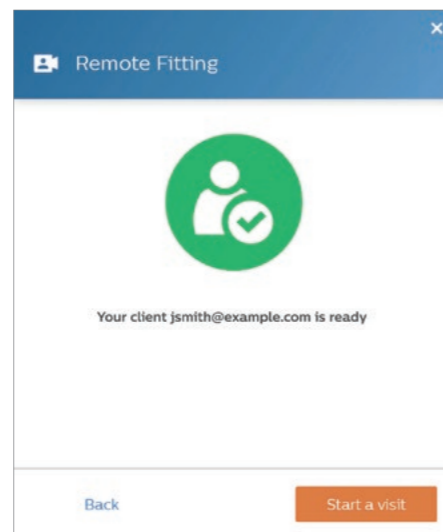 Remote Fitting
Your client jsmith@example.com is ready
Back
Start a visit